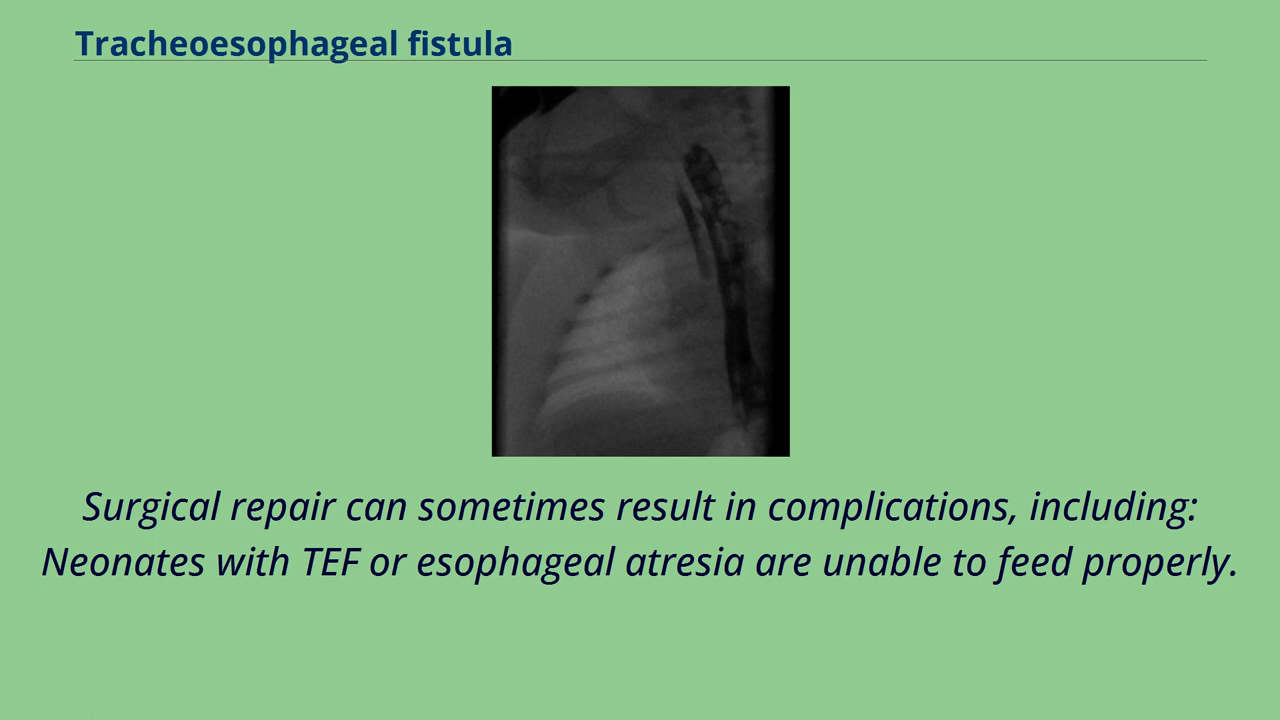 Tracheoesophageal fistula
Surgical repair can sometimes result in complications, including:
Neonates with TEF or esophageal atresia are unable to feed properly.